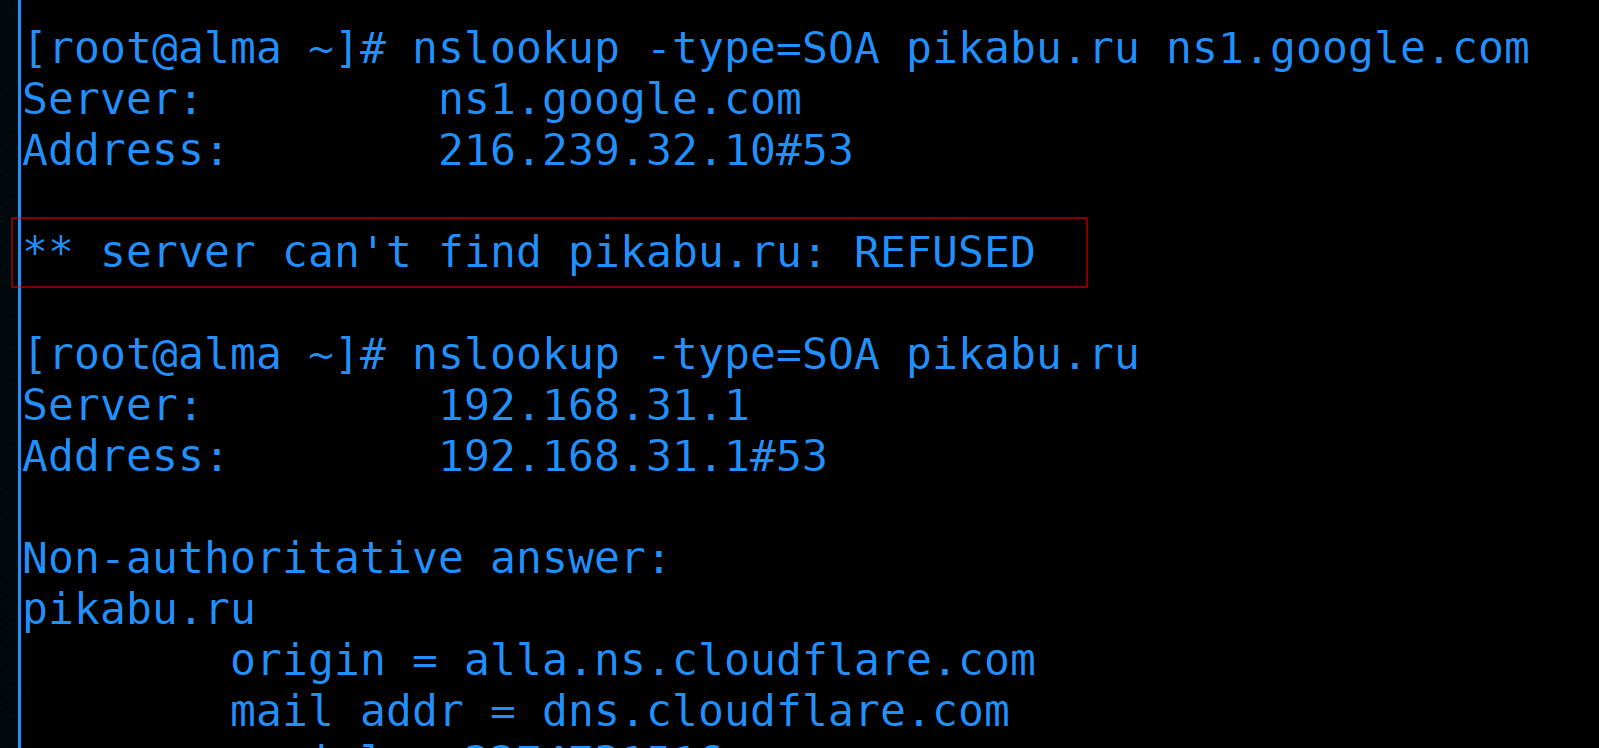 [root@alma ~]# nslookup -type=SOA pikabu.ru ns1.google.com
Server:         ns1.google.com
Address:        216.239.32.10#53
** server can't find pikabu.ru: REFUSED
[root@alma ~]# nslookup -type=SOA pikabu.ru
Server:         192.168.31.1
Address:        192.168.31.1#53
Non-authoritative answer:
pikabu.ru
        origin = alla.ns.cloudflare.com
        mail addr = dns.cloudflare.com